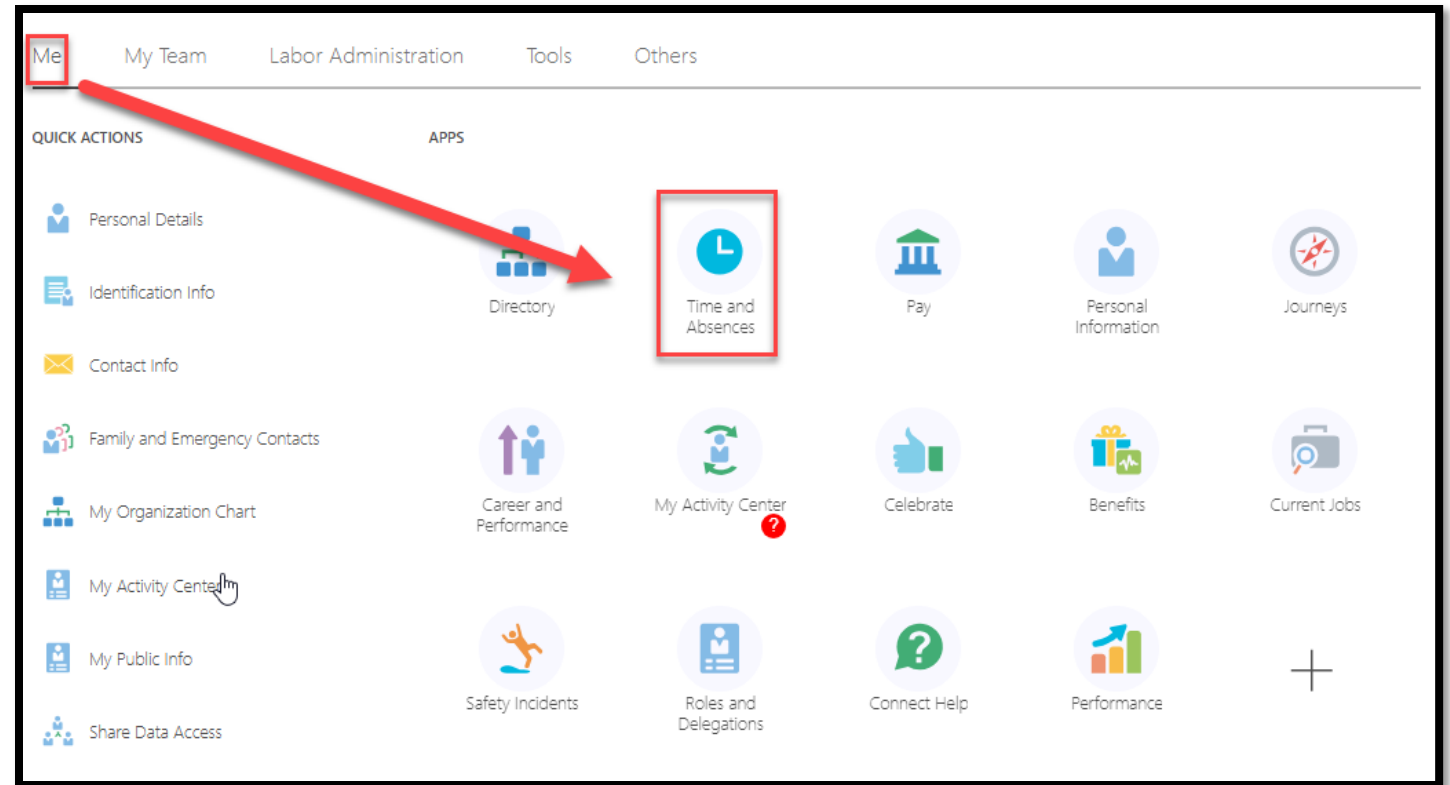 Me My Team Labor Administration Tools Others
QUICK ACTIONS
APPS
Personal Details
Identification Info
Contact Info
Family and Emergency Contacts
My Organization Chart
My Activity Center
My Public Info
Share Data Access
Directory
Time and
Absences
Pay
Personal
Information
Journeys
Career and
Performance
My Activity Center
?
Celebrate
Benefits
Current Jobs
Safety Incidents
Roles and
Delegations
?
Connect Help
Performance